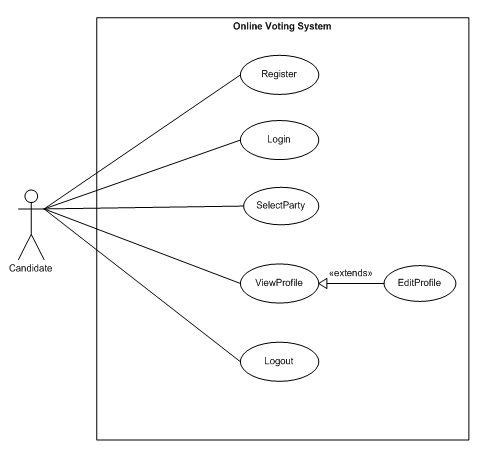 Online Voting System
Register
Login
SelectParty
Candidate
ViewProfile
«extends»
EditProfile
Logout